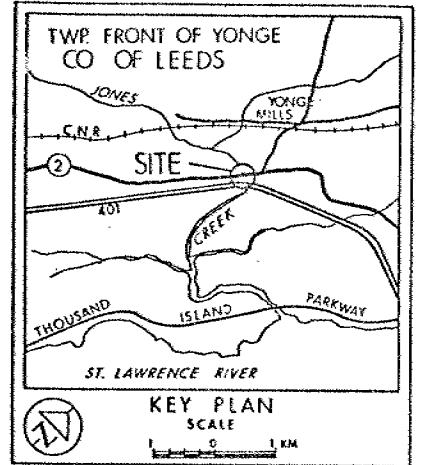 TWP. FRONT OF YONGE
CO OF LEEDS
JONES
YONGE
MILLS
C.N.R
2
SITE
401
CREEK
THOUSAND ISLAND PARKWAY
ST. LAWRENCE RIVER
N
KEY PLAN
SCALE
1 0 1 KM